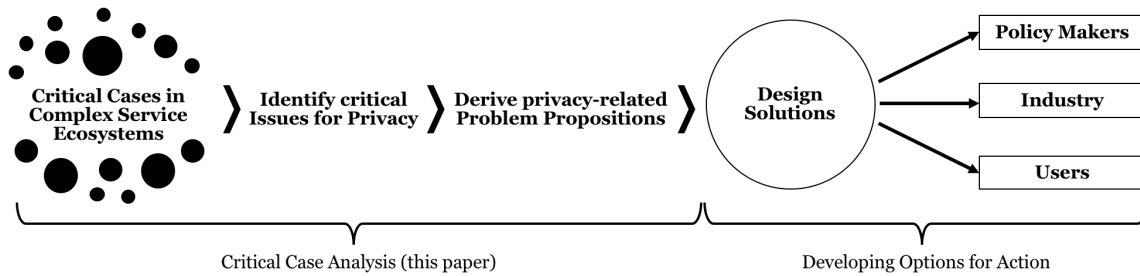 Critical Cases in
Complex Service
Ecosystems
Identify critical
Issues for Privacy
Derive privacy-related
Problem Propositions
Design
Solutions
Policy Makers
Industry
Users
Critical Case Analysis (this paper)
Developing Options for Action